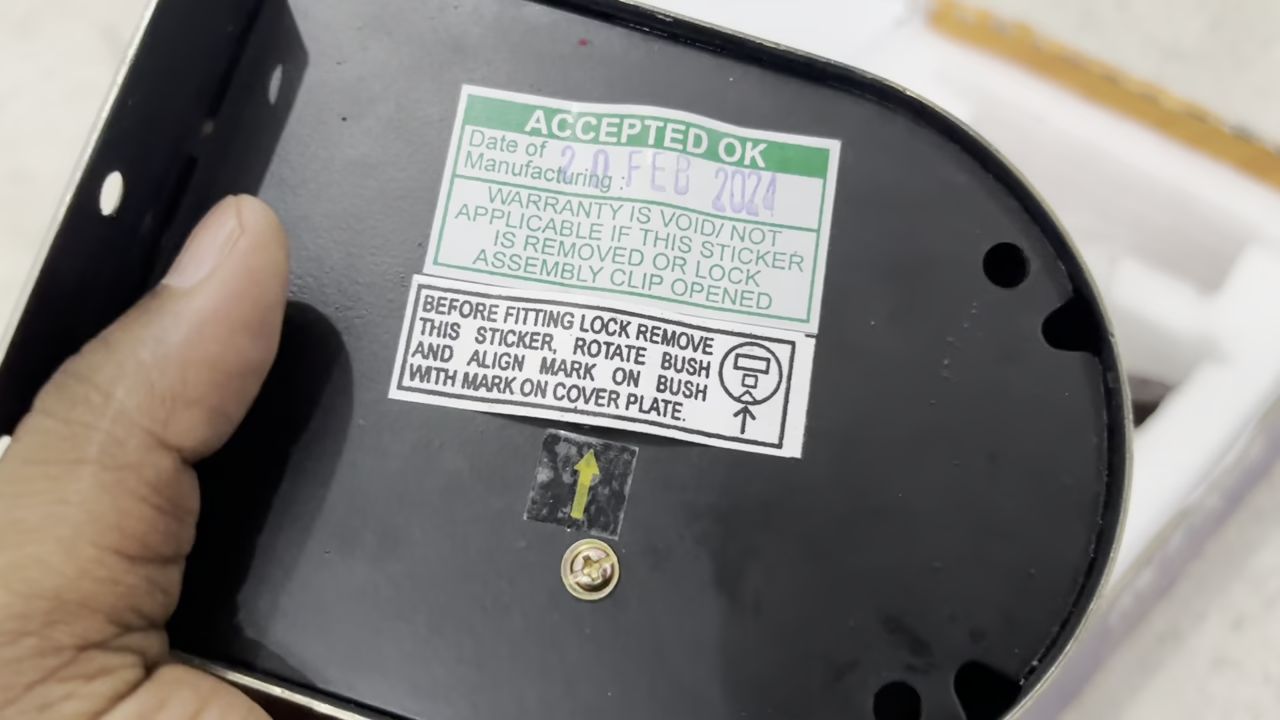 ACCEPTED OK
Date of
Manufacturing : 20 FEB 2024
WARRANTY IS VOID/ NOT
APPLICABLE IF THIS STICKER
IS REMOVED OR LOCK
ASSEMBLY CLIP OPENED
BEFORE FITTING LOCK REMOVE
THIS STICKER, ROTATE BUSH
AND ALIGN MARK ON BUSH
WITH MARK ON COVER PLATE.